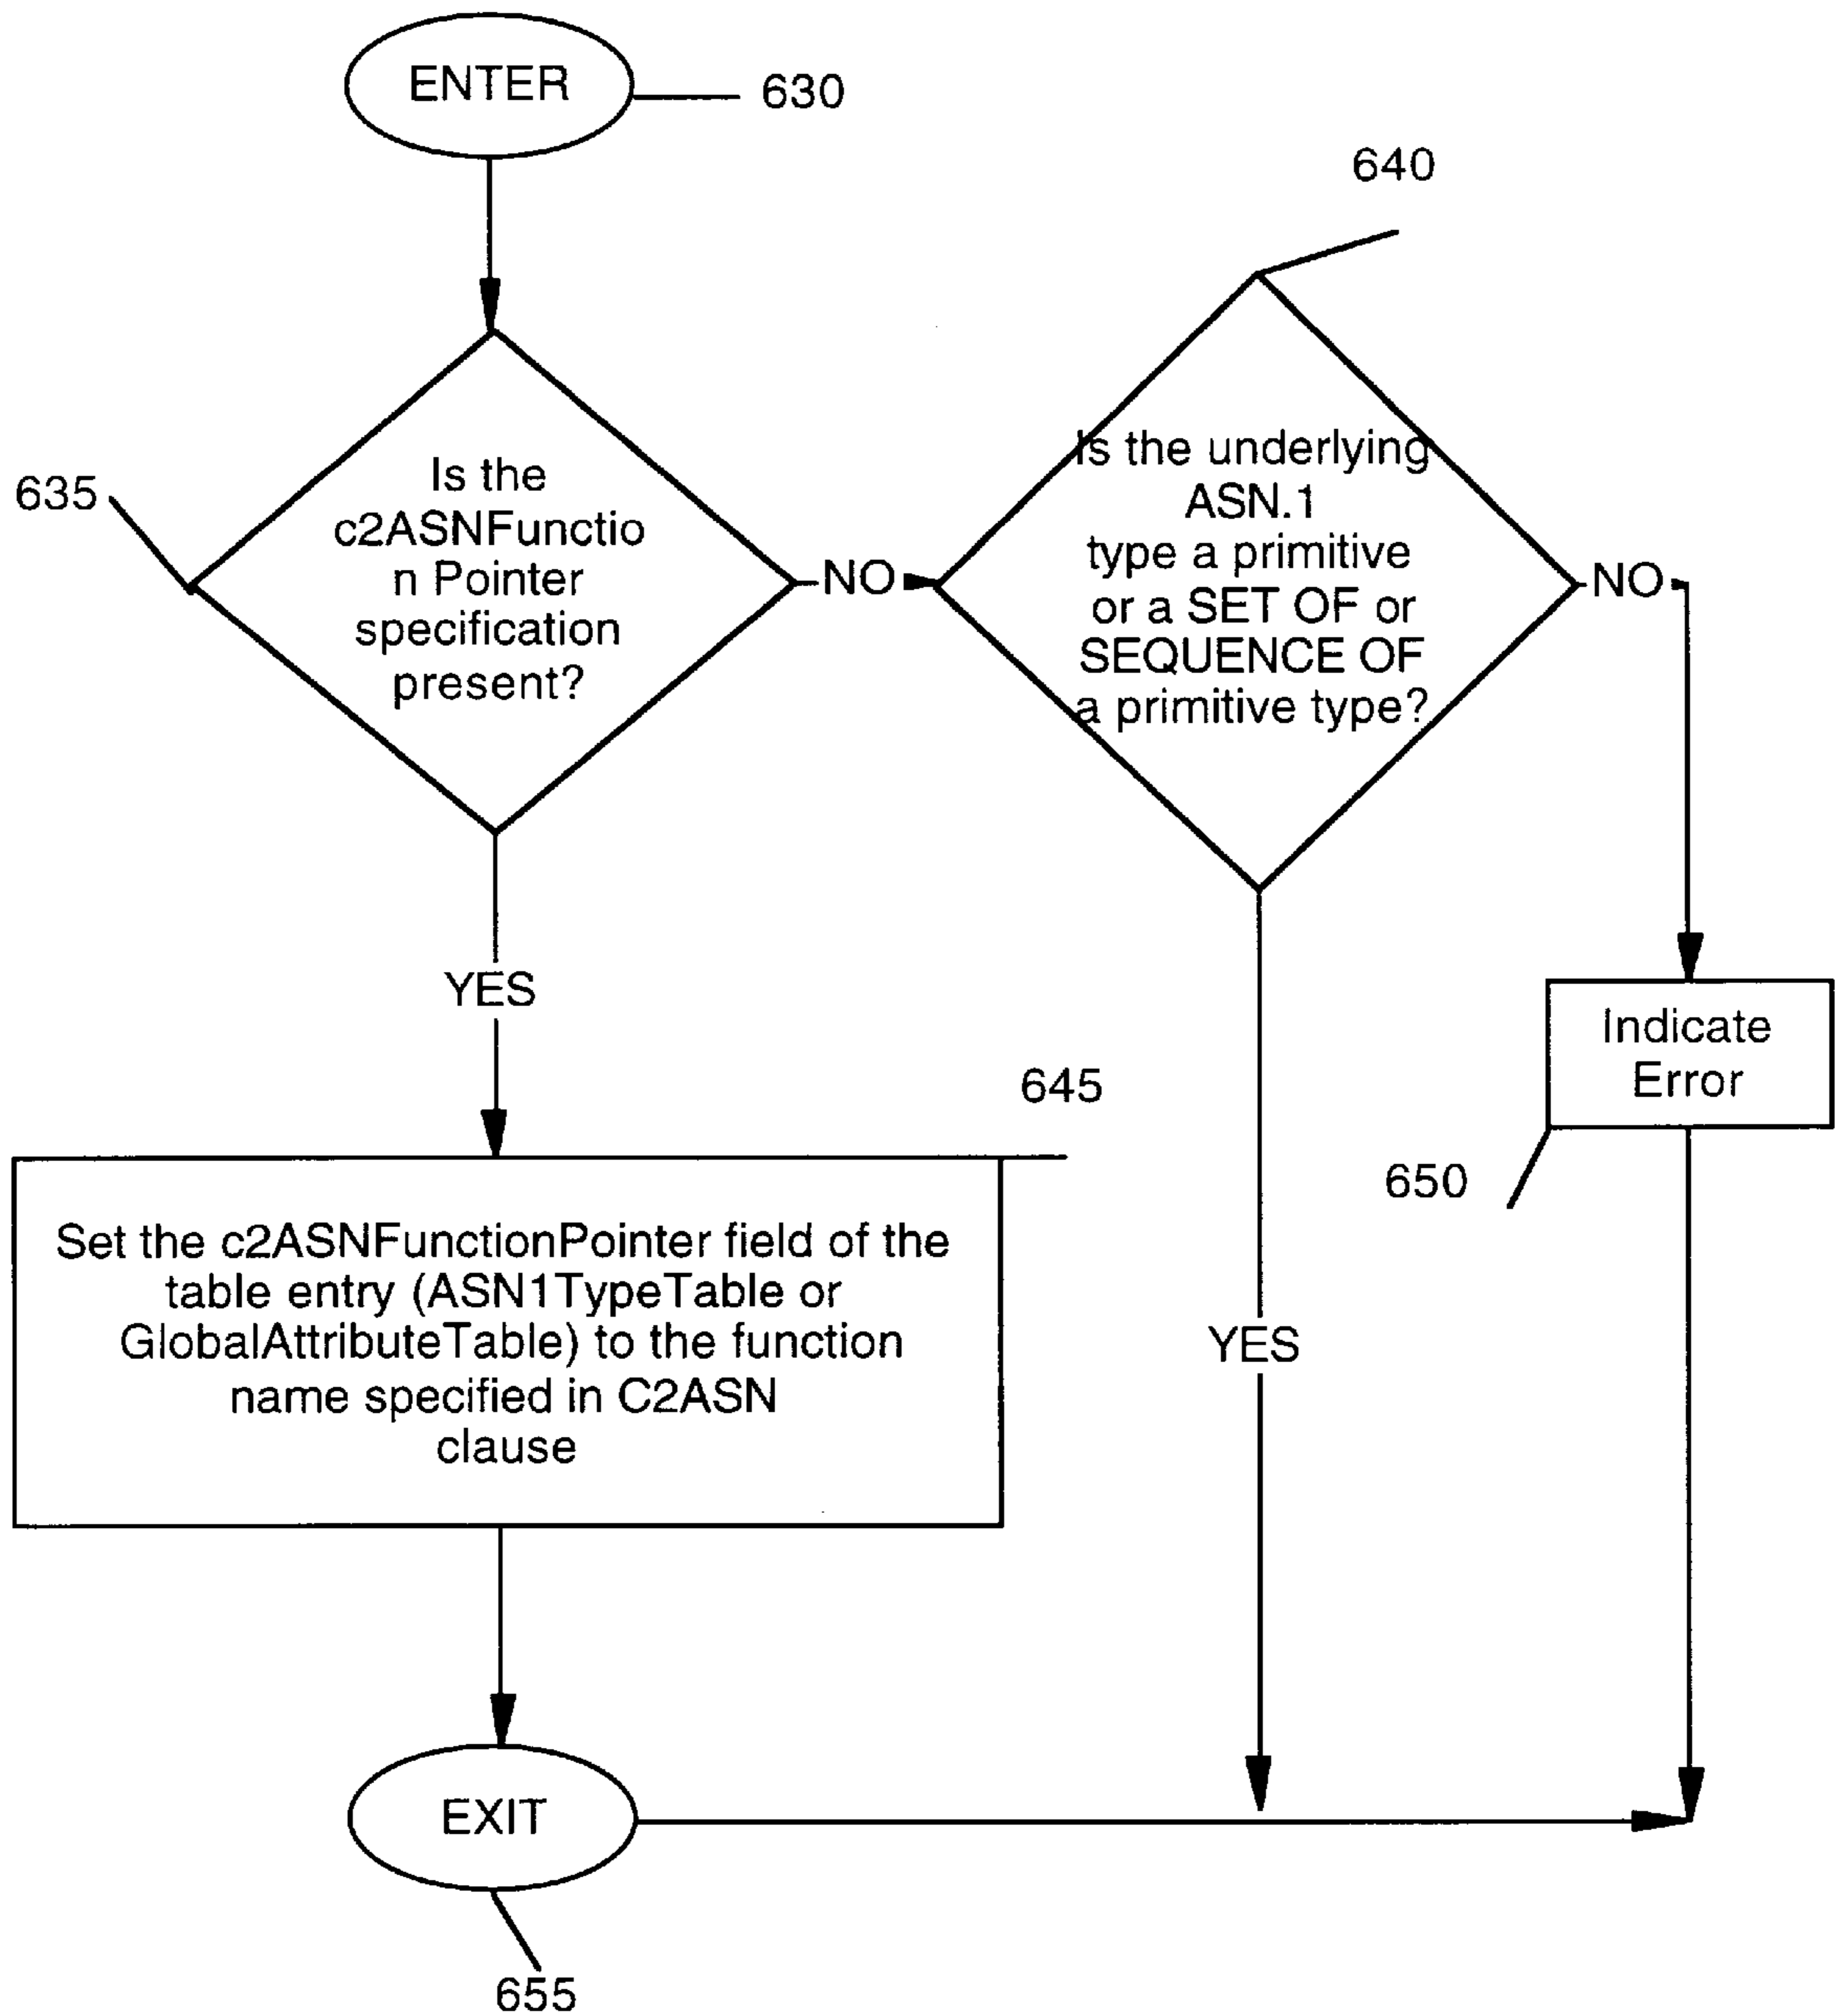 ENTER
630
640
635
Is the
c2ASNFunctio
n Pointer
specification
present?
NO
Is the underlying
ASN.1
type a primitive
or a SET OF or
SEQUENCE OF
a primitive type?
NO
YES
Indicate
Error
645
650
Set the c2ASNFunctionPointer field of the
table entry (ASN1TypeTable or
GlobalAttributeTable) to the function
name specified in C2ASN
clause
YES
EXIT
655